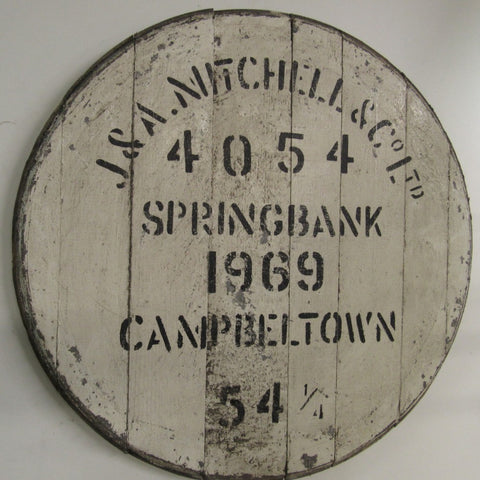 J. & A. MITCHELL & Co LTD
4054
SPRINGBANK
1969
CAMPBELTOWN
54 1/4